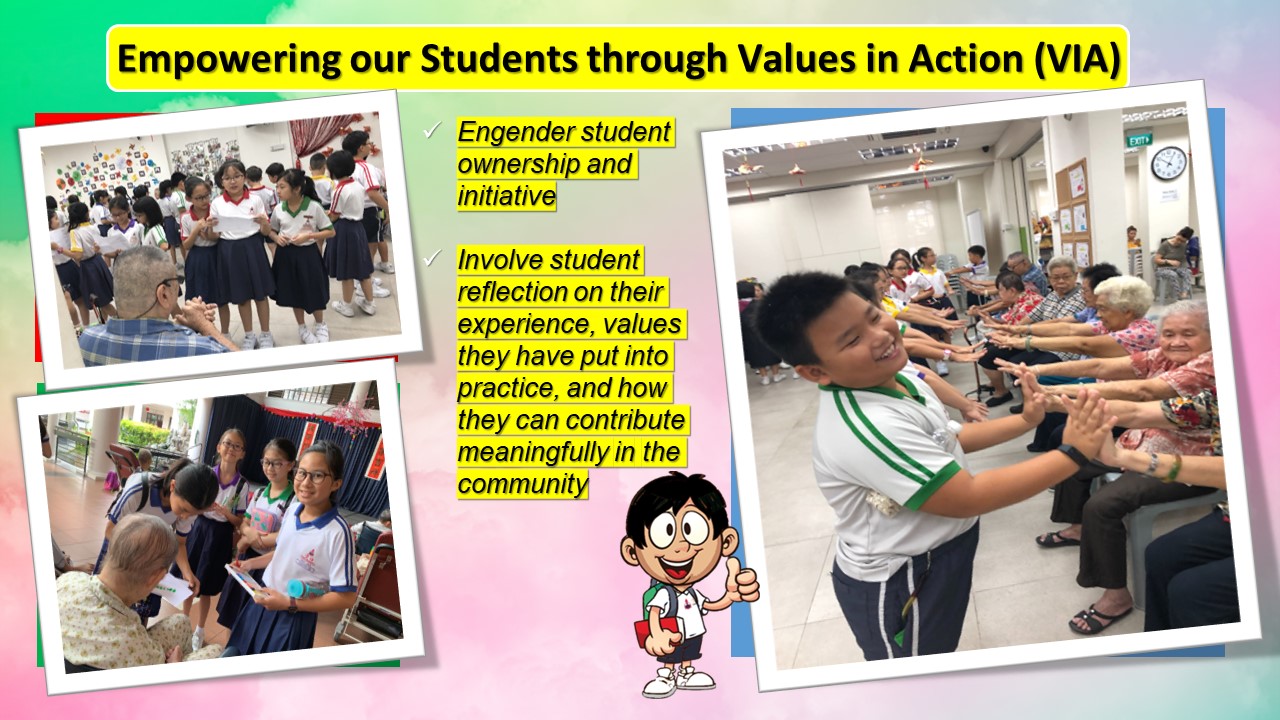 Empowering our Students through Values in Action (VIA)
Engender student
ownership and
initiative
Involve student
reflection on their
experience, values
they have put into
practice, and how
they can contribute
meaningfully in the
community
EXIT